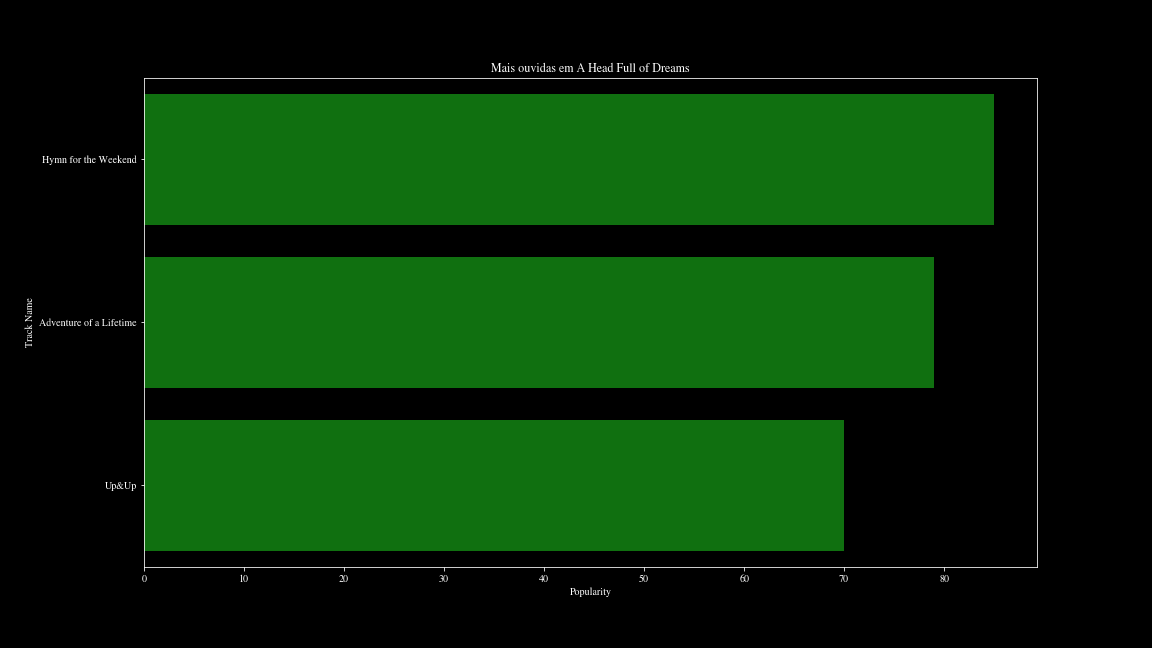 Mais ouvidas em A Head Full of Dreams
Track Name
Hymn for the Weekend
Adventure of a Lifetime
Up&Up
0 10 20 30 40 50 60 70 80
Popularity